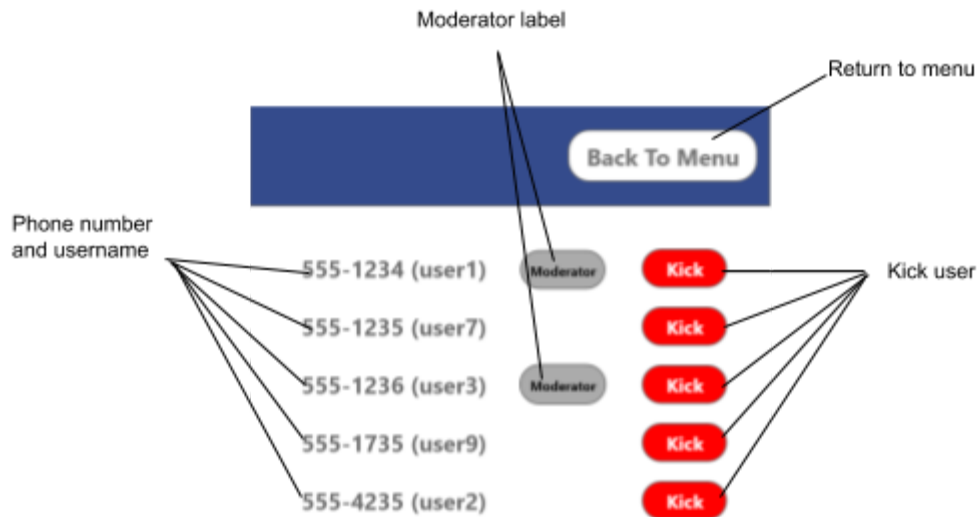 Moderator label
Return to menu
Back To Menu
Phone number
and username
555-1234 (user1) Moderator Kick
Kick user
555-1235 (user7) Kick
555-1236 (user3) Moderator Kick
555-1735 (user9) Kick
555-4235 (user2) Kick